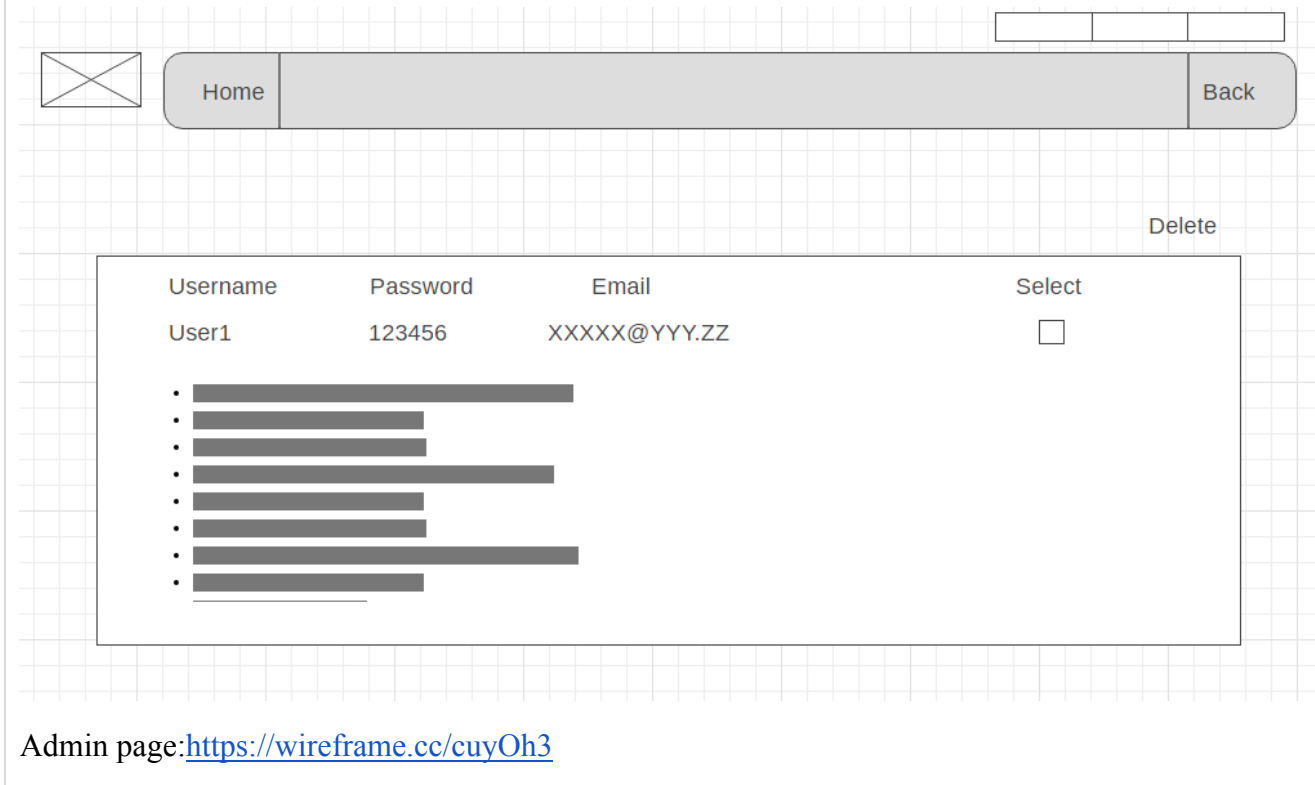 Home Back
Delete
Username Password Email Select
User1 123456 XXXXX@YYY.ZZ
Admin page:https://wireframe.cc/cuyOh3